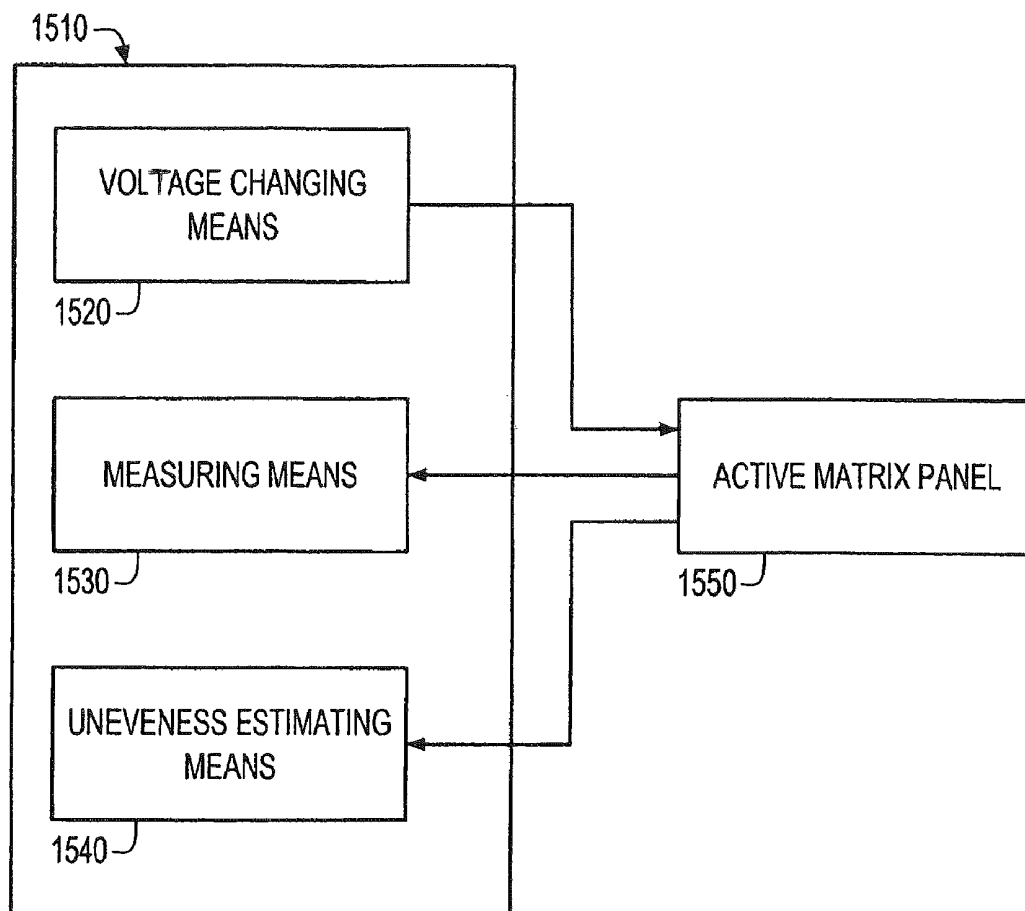 1510
VOLTAGE CHANGING
MEANS
1520
MEASURING MEANS
1530
ACTIVE MATRIX PANEL
1550
UNEVENESS ESTIMATING
MEANS
1540